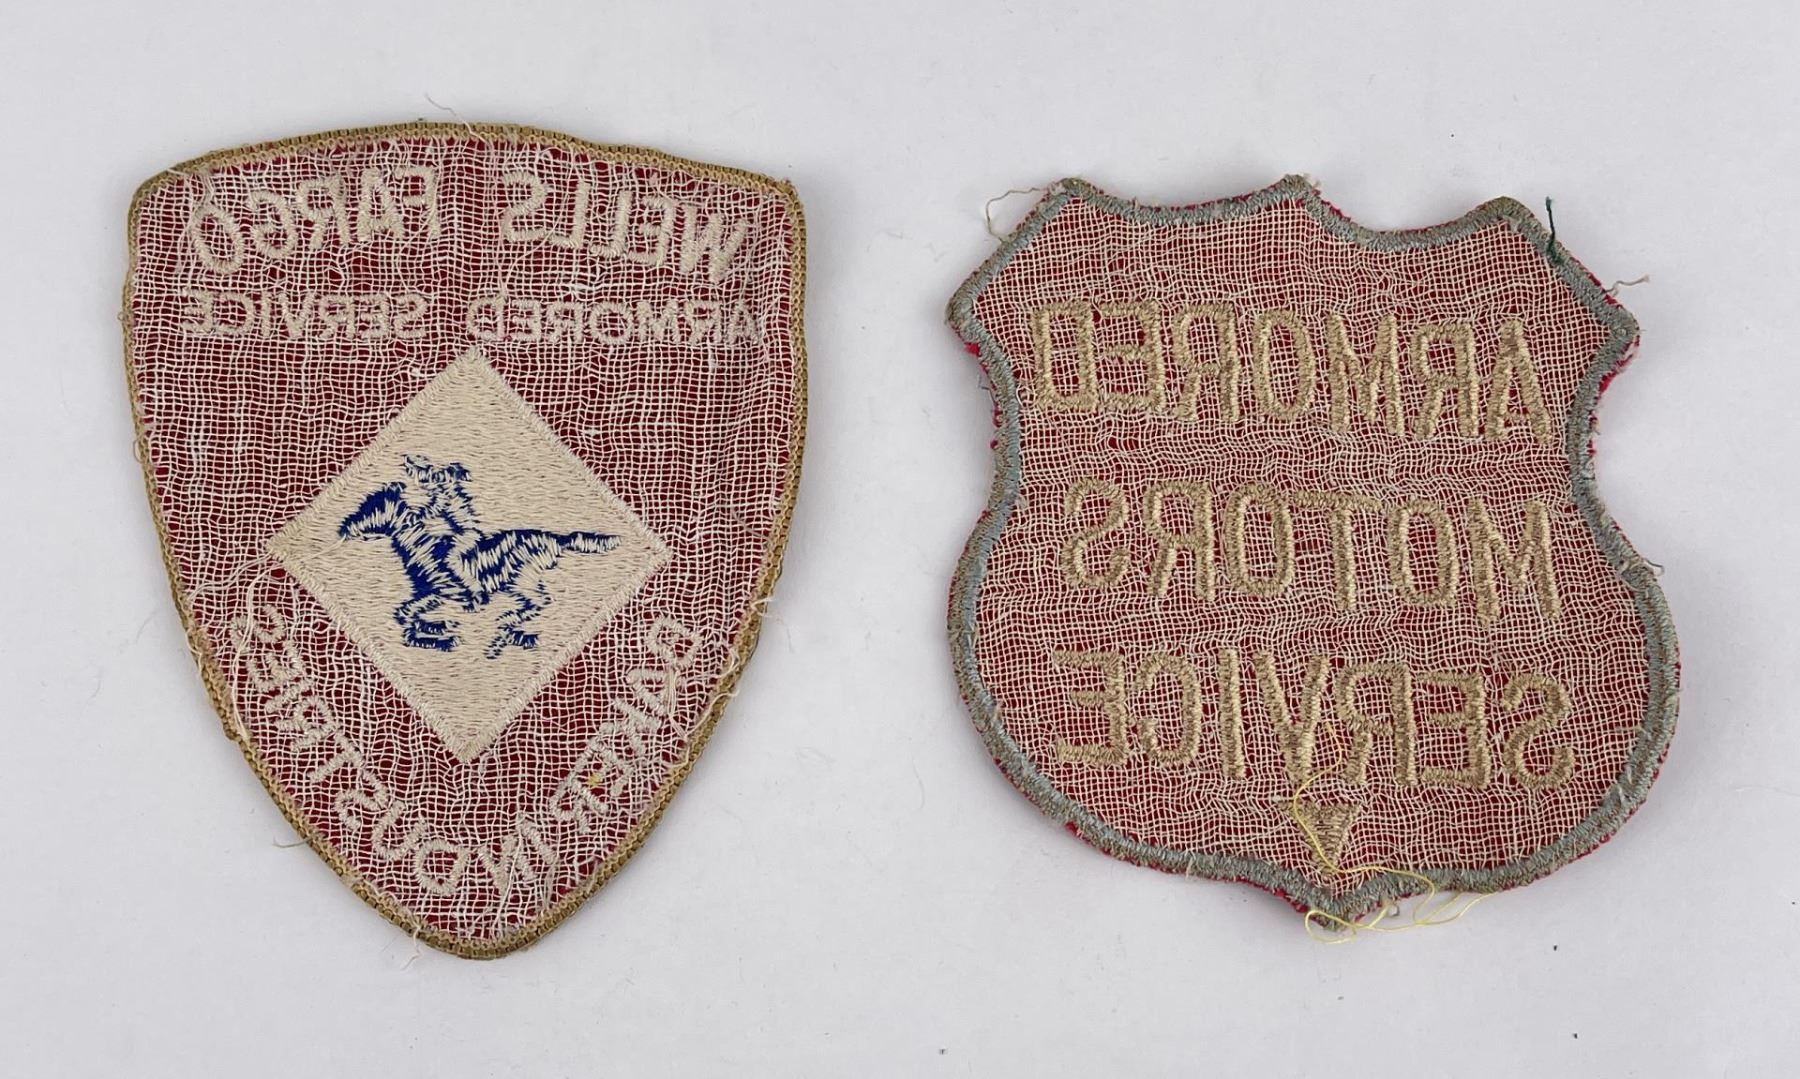 WELLS FARGO
ARMORED SERVICE
BAKER INDUSTRIES
ARMORED
MOTORS
SERVICE